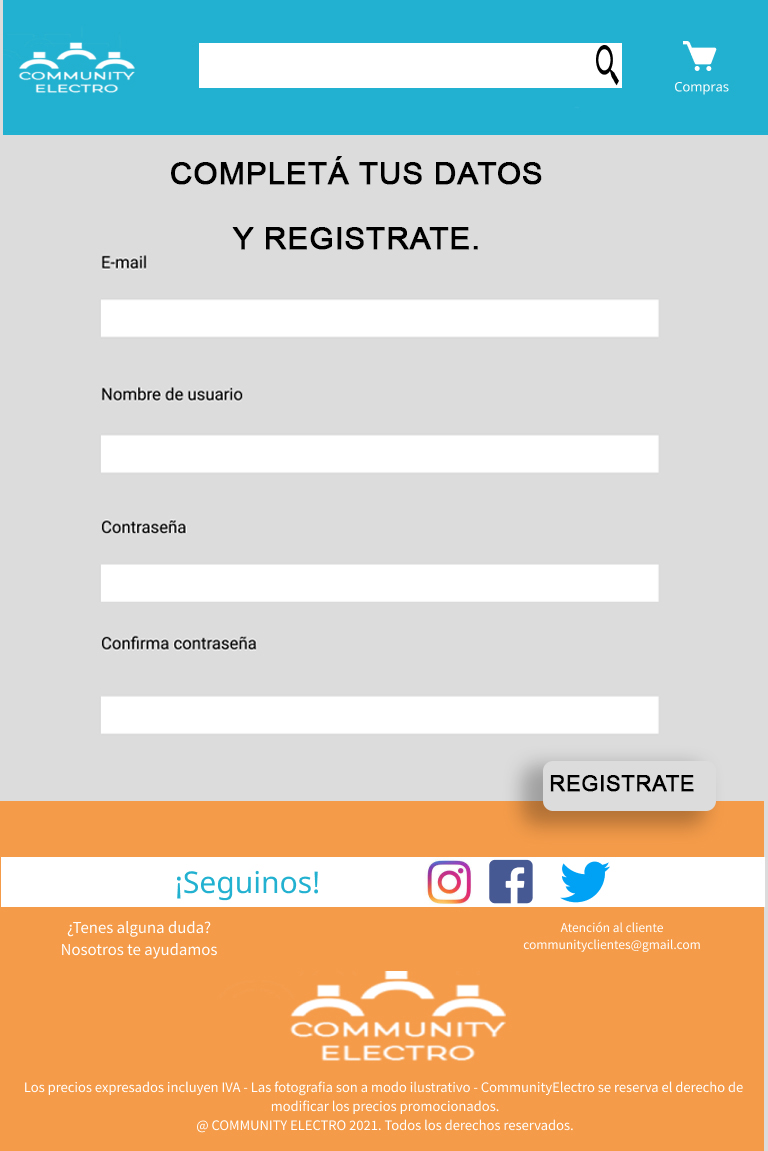 COMMUNITY
ELECTRO
Compras
COMPLETÁ TUS DATOS
Y REGISTRATE.
E-mail
Nombre de usuario
Contraseña
Confirma contraseña
REGISTRATE
¡Seguinos!
¿Tenes alguna duda?
Nosotros te ayudamos
Atención al cliente
communityclientes@gmail.com
COMMUNITY
ELECTRO
Los precios expresados incluyen IVA - Las fotografia son a modo ilustrativo - CommunityElectro se reserva el derecho de
modificar los precios promocionados.
@ COMMUNITY ELECTRO 2021. Todos los derechos reservados.